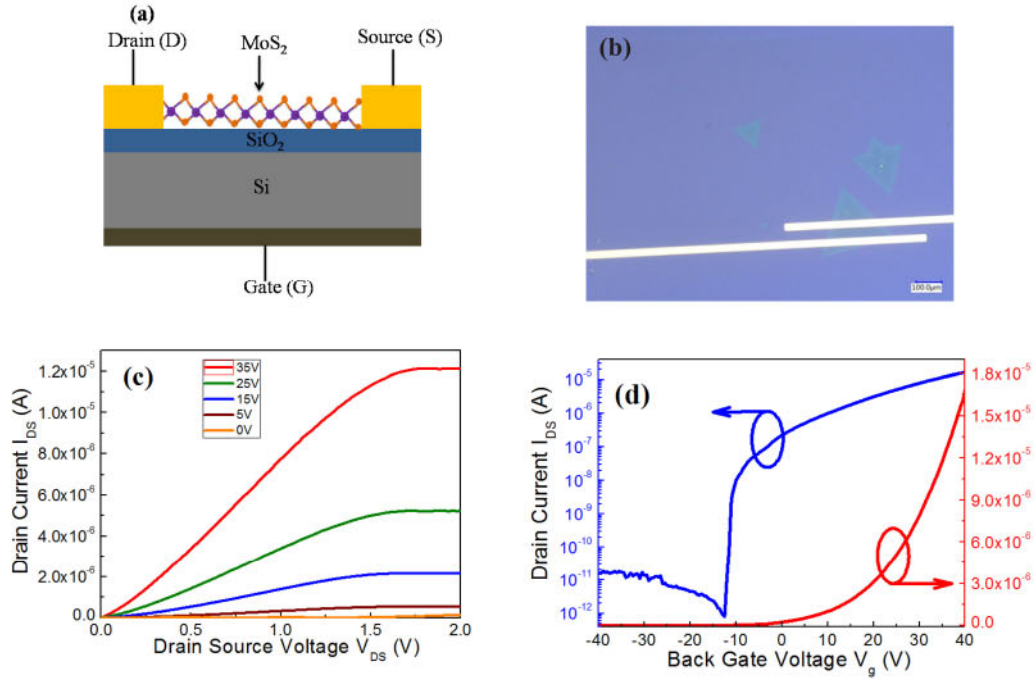 (a)
Drain (D)
MoS₂
Source (S)
SiO₂
Si
Gate (G)
(b)
100.0μm
(c)
35V
25V
15V
5V
0V
1.2x10⁻⁵
1.0x10⁻⁵
8.0x10⁻⁶
6.0x10⁻⁶
4.0x10⁻⁶
2.0x10⁻⁶
0.0
0.0 0.5 1.0 1.5 2.0
Drain Current I_DS (A)
Drain Source Voltage V_DS (V)
(d)
10⁻⁵
10⁻⁶
10⁻⁷
10⁻⁸
10⁻⁹
10⁻¹⁰
10⁻¹¹
10⁻¹²
1.8x10⁻⁵
1.5x10⁻⁵
1.2x10⁻⁵
9.0x10⁻⁶
6.0x10⁻⁶
3.0x10⁻⁶
0.0
-40 -30 -20 -10 0 10 20 30 40
Drain Current I_DS (A)
Back Gate Voltage V_g (V)